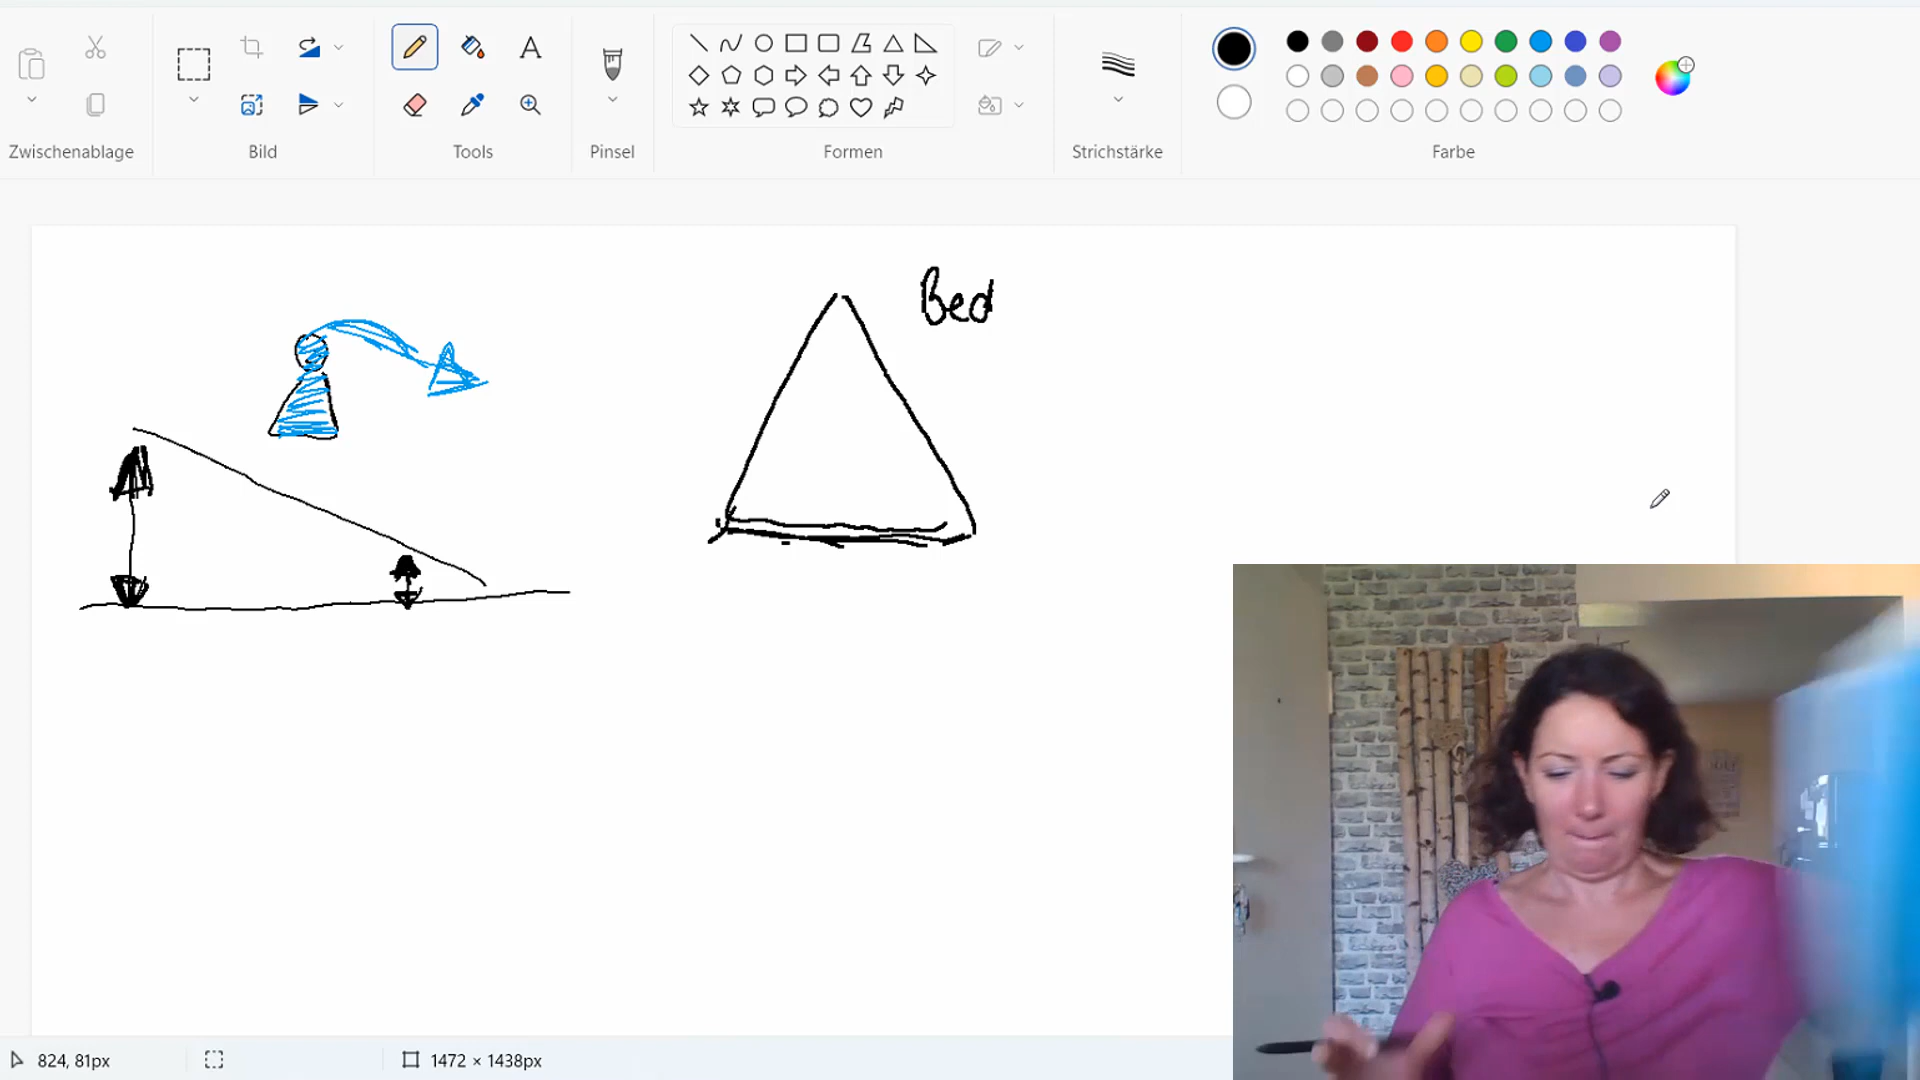 Zwischenablage
Bild
Tools
Pinsel
Formen
Strichstärke
Farbe
Bed
824, 81px
1472 × 1438px